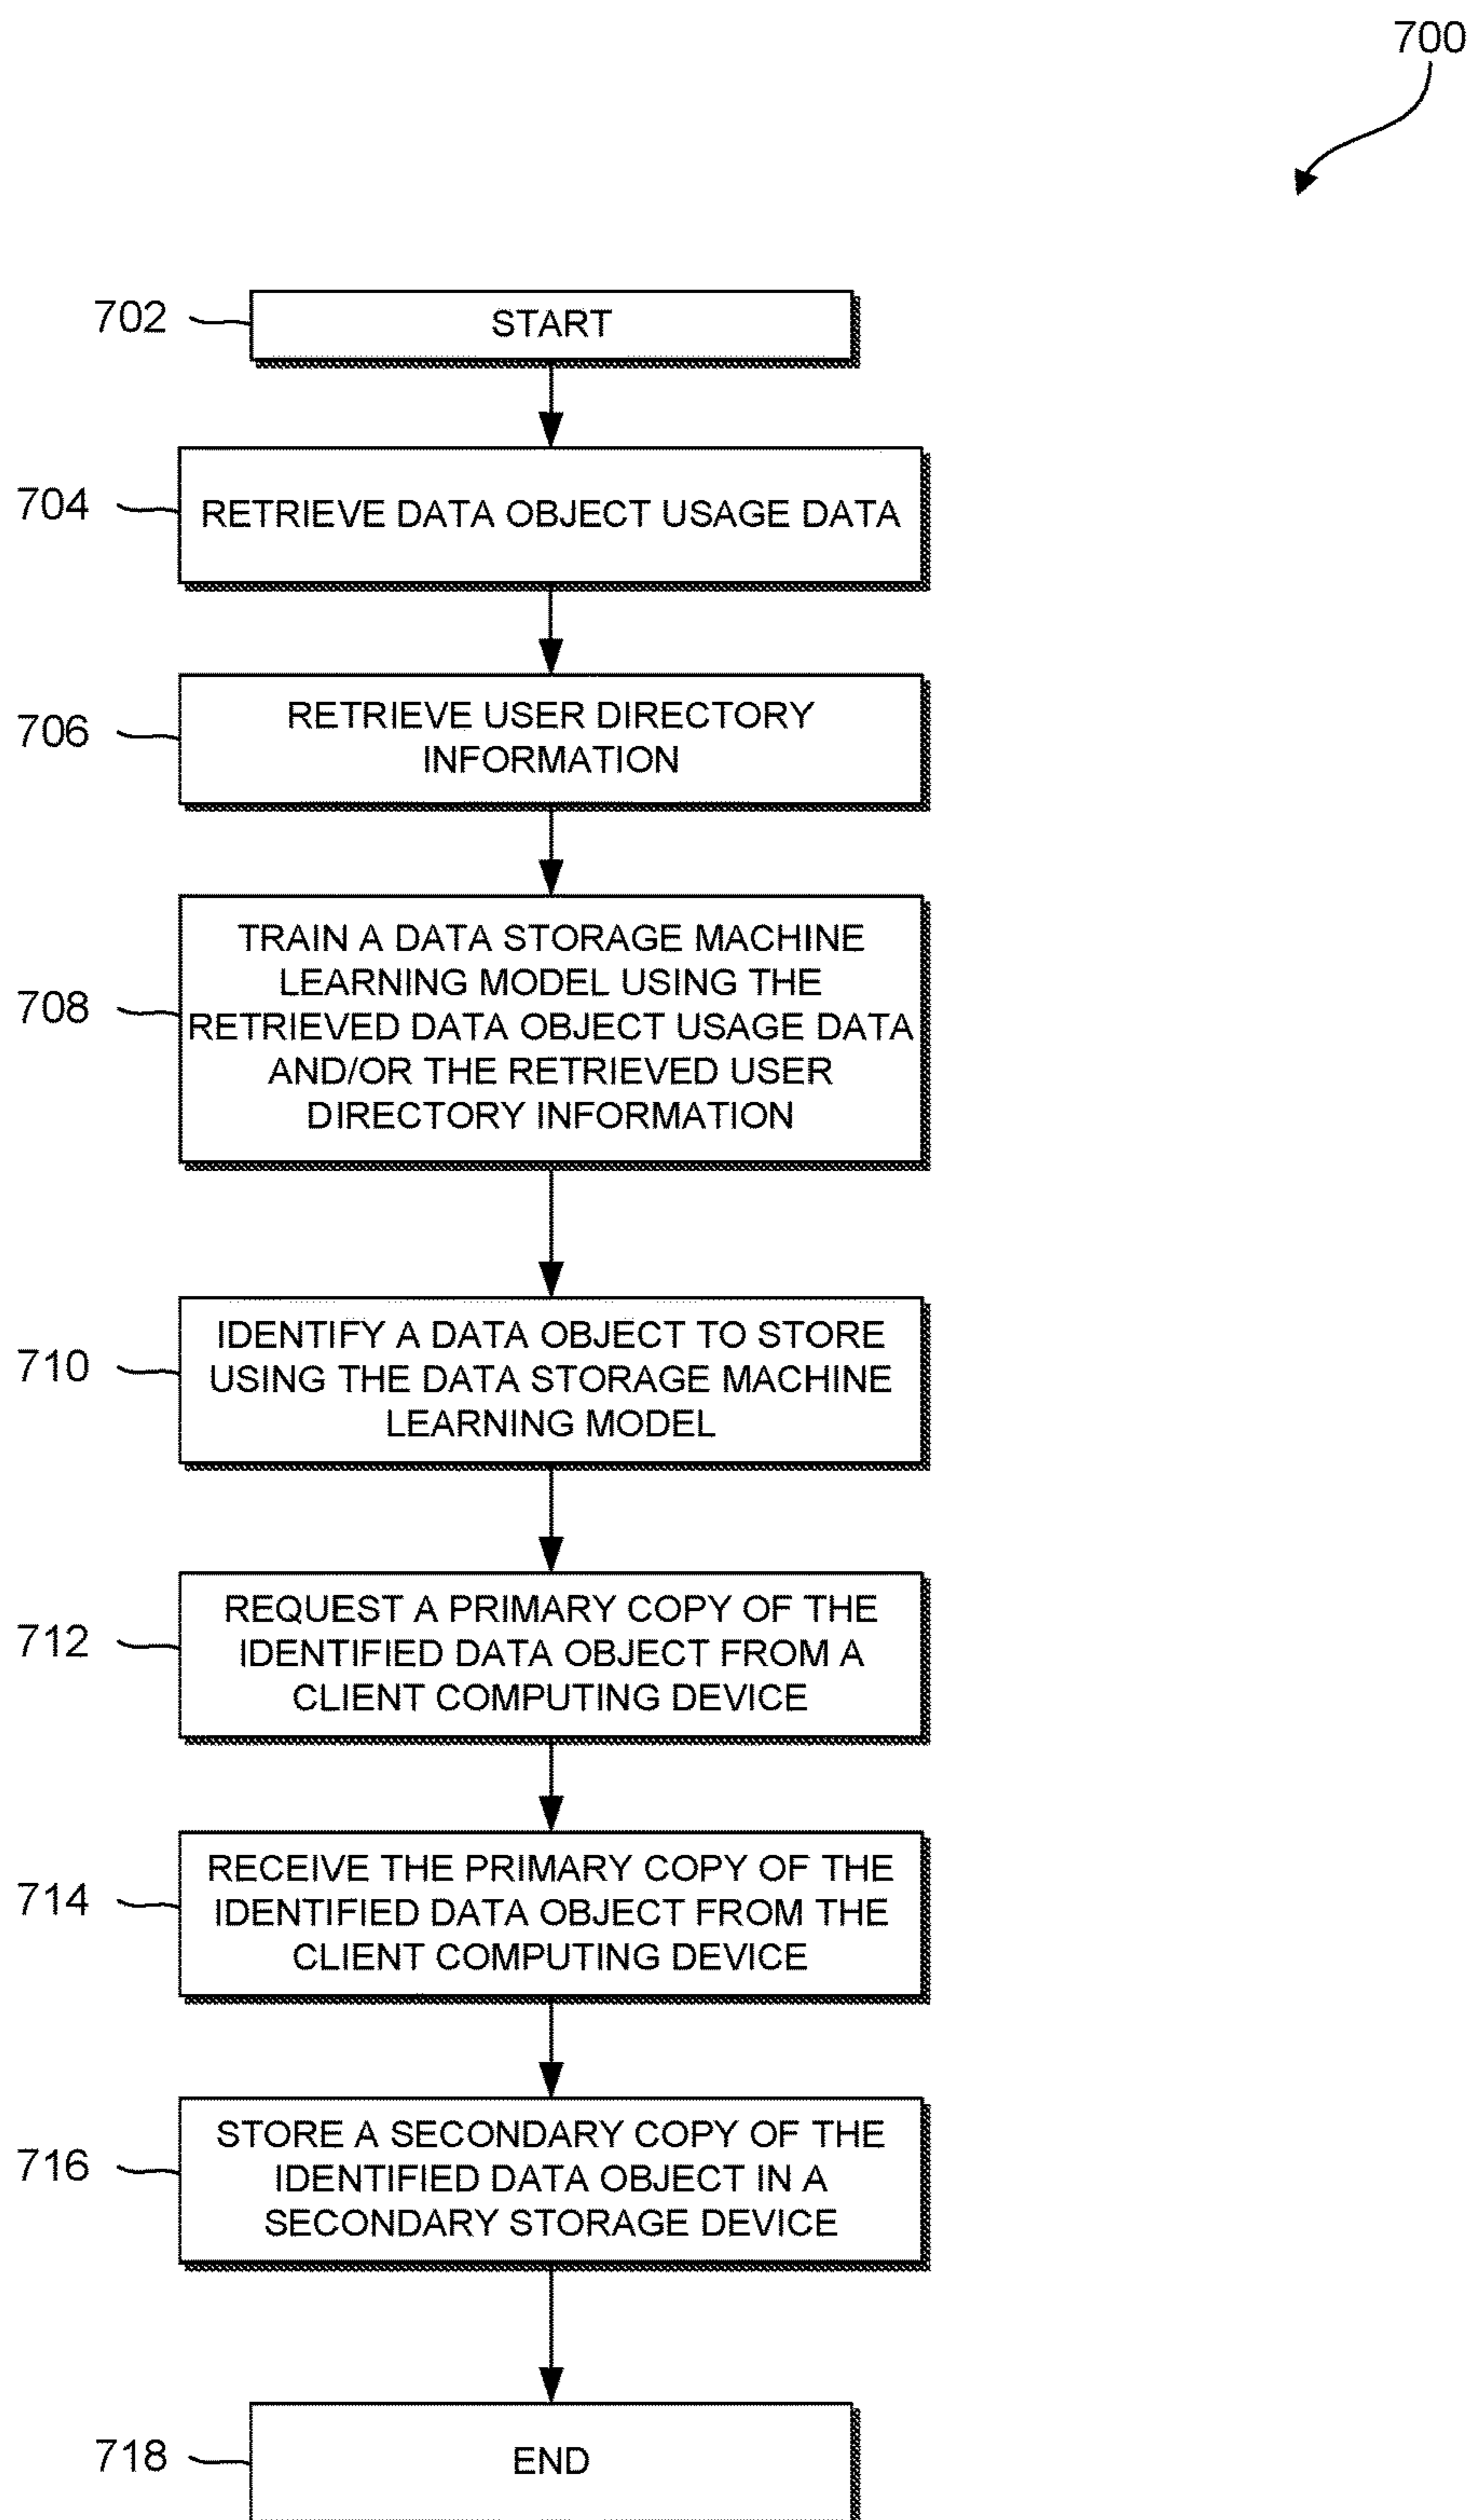 700
702
START
704
RETRIEVE DATA OBJECT USAGE DATA
706
RETRIEVE USER DIRECTORY
INFORMATION
708
TRAIN A DATA STORAGE MACHINE
LEARNING MODEL USING THE
RETRIEVED DATA OBJECT USAGE DATA
AND/OR THE RETRIEVED USER
DIRECTORY INFORMATION
710
IDENTIFY A DATA OBJECT TO STORE
USING THE DATA STORAGE MACHINE
LEARNING MODEL
712
REQUEST A PRIMARY COPY OF THE
IDENTIFIED DATA OBJECT FROM A
CLIENT COMPUTING DEVICE
714
RECEIVE THE PRIMARY COPY OF THE
IDENTIFIED DATA OBJECT FROM THE
CLIENT COMPUTING DEVICE
716
STORE A SECONDARY COPY OF THE
IDENTIFIED DATA OBJECT IN A
SECONDARY STORAGE DEVICE
718
END